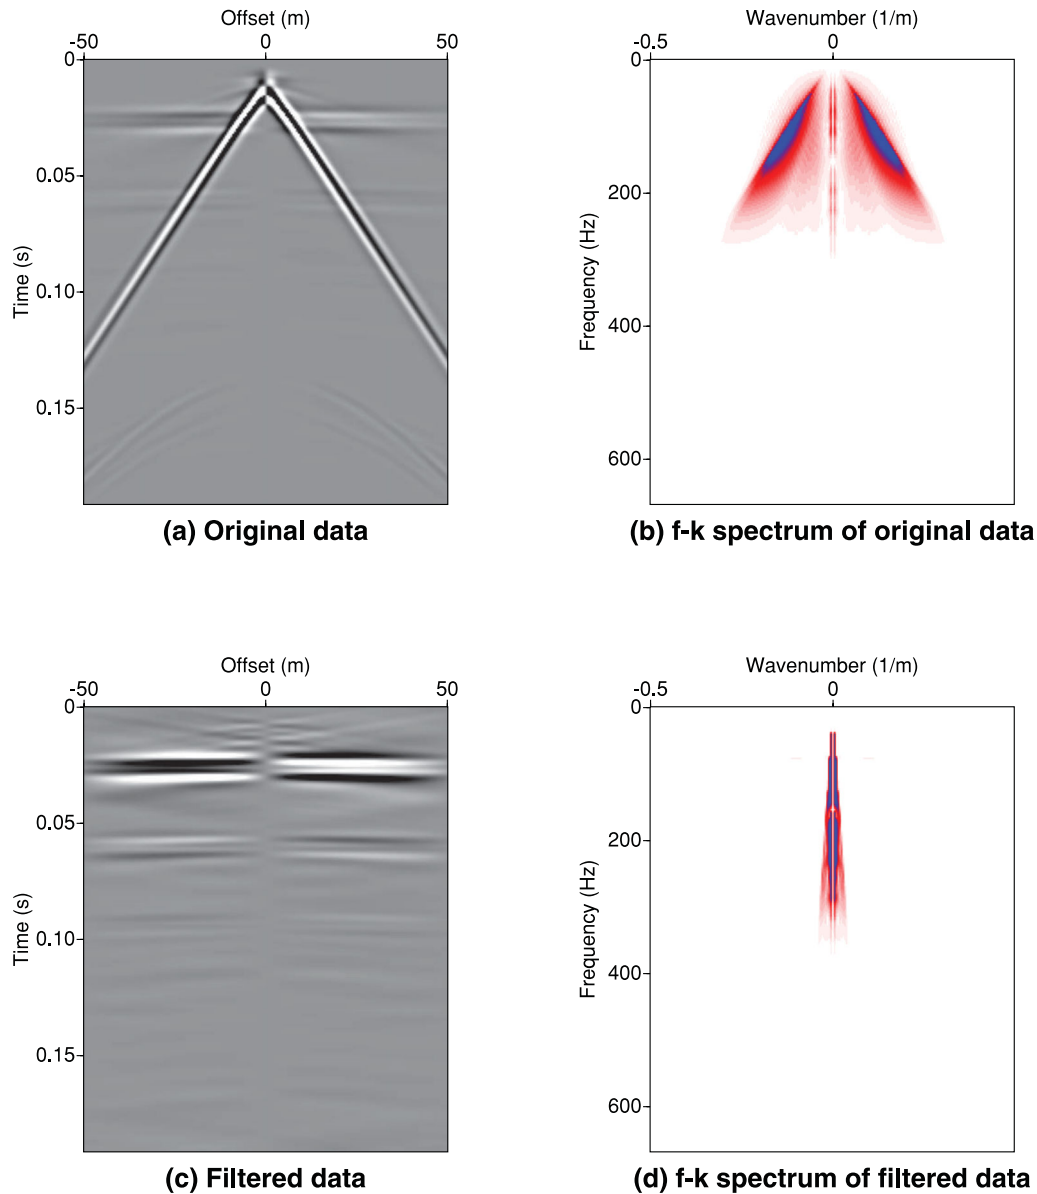 Offset (m)
-50 0 50
0
0.05
0.10
0.15
Time (s)
(a) Original data
Wavenumber (1/m)
-0.5 0
0
200
400
600
Frequency (Hz)
(b) f-k spectrum of original data
Offset (m)
-50 0 50
0
0.05
0.10
0.15
Time (s)
(c) Filtered data
Wavenumber (1/m)
-0.5 0
0
200
400
600
Frequency (Hz)
(d) f-k spectrum of filtered data